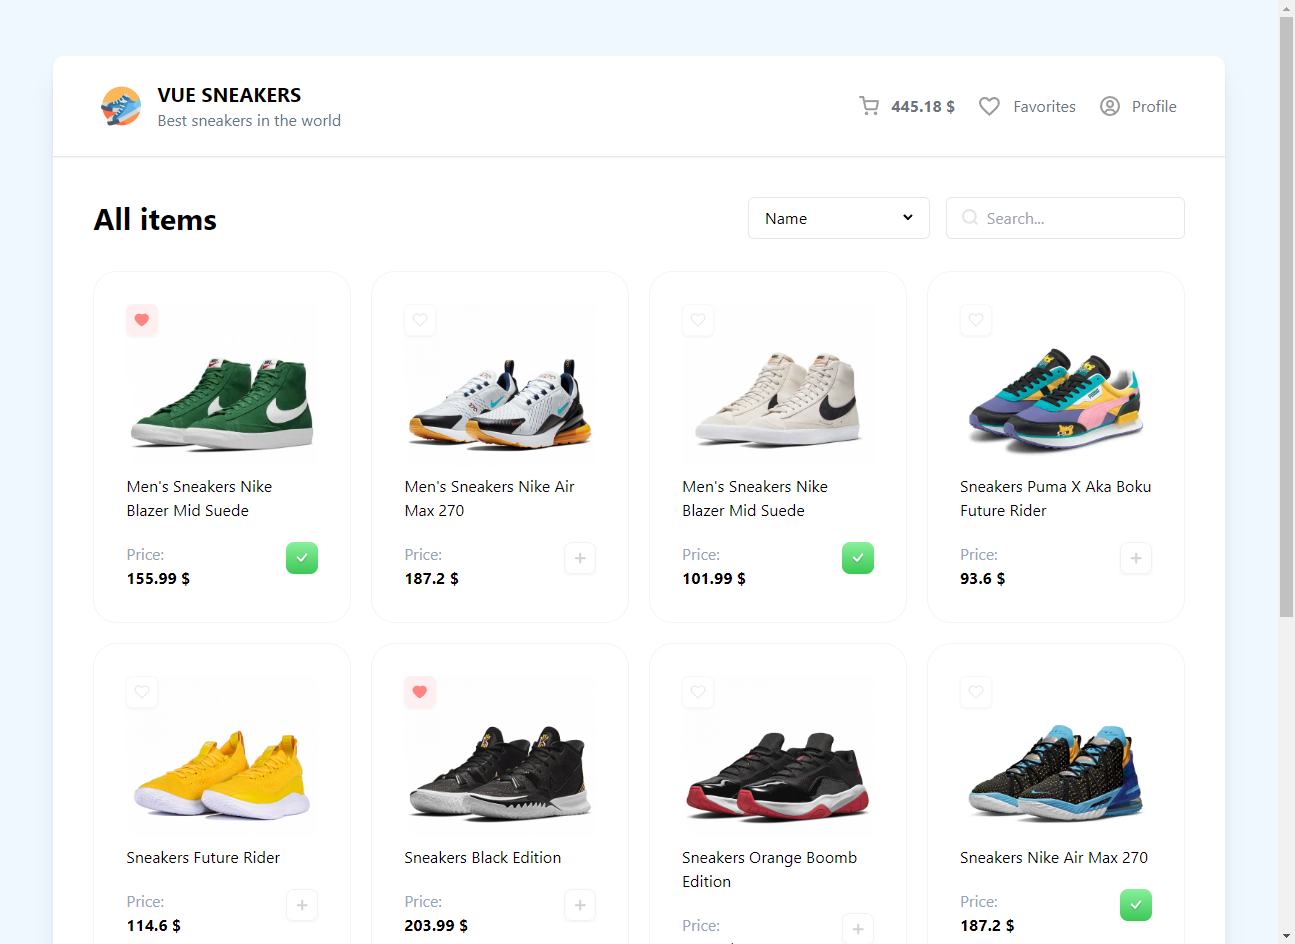 VUE SNEAKERS
Best sneakers in the world
445.18 $
Favorites
Profile
All items
Name
Search...
Men's Sneakers Nike
Blazer Mid Suede
Price:
155.99 $
Men's Sneakers Nike Air
Max 270
Price:
187.2 $
Men's Sneakers Nike
Blazer Mid Suede
Price:
101.99 $
Sneakers Puma X Aka Boku
Future Rider
Price:
93.6 $
Sneakers Future Rider
Price:
114.6 $
Sneakers Black Edition
Price:
203.99 $
Sneakers Orange Boomb
Edition
Price:
Sneakers Nike Air Max 270
Price:
187.2 $